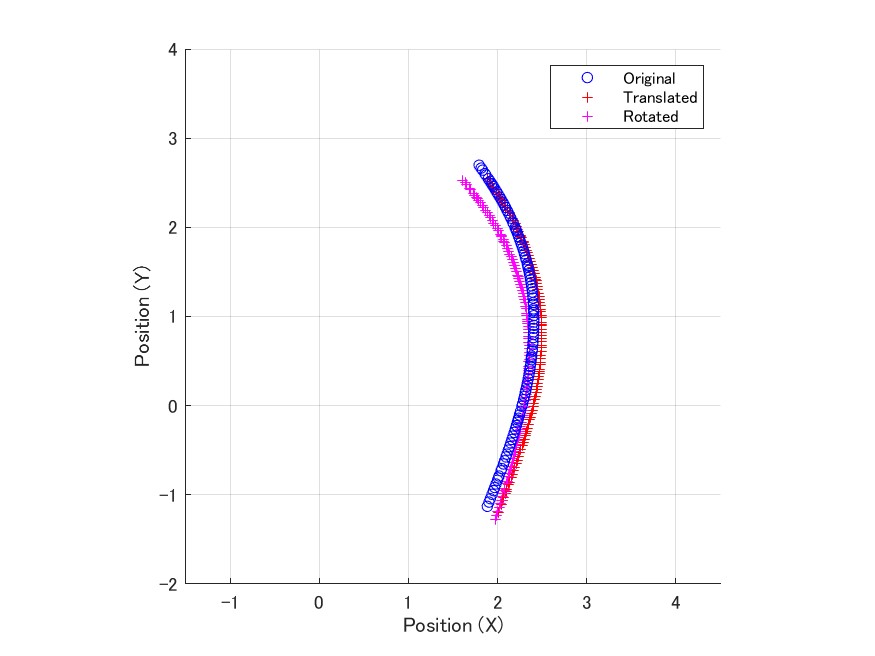 4
3
2
1
0
−1
−2
Position (Y)
−1 0 1 2 3 4
Position (X)
Original
Translated
Rotated